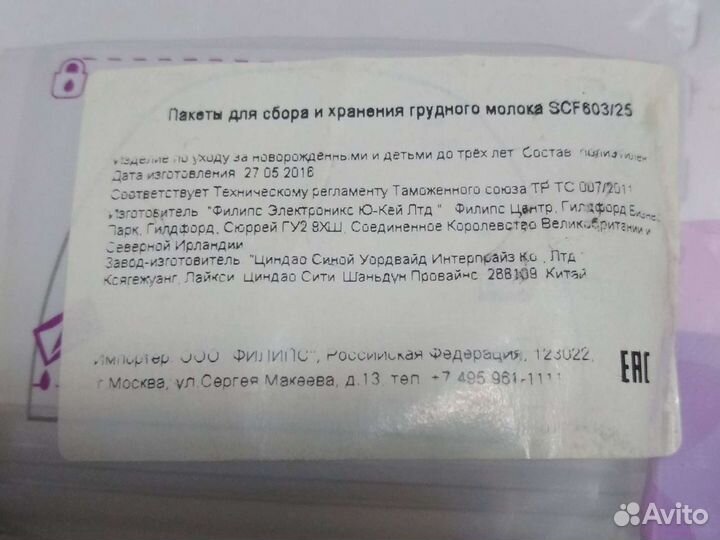 Пакеты для сбора и хранения грудного молока SCF603/25
Изделие по уходу за новорожденными и детьми до трёх лет Состав полиэтилен
Дата изготовления 27 05.2016
Соответствует Техническому регламенту Таможенного союза ТР ТС 007/2011
Изготовитель "Филипс Электроникс Ю-Кей Лтд" Филипс Центр, Гилдфорд Бизнес
Парк, Гилдфорд, Сюррей ГУ2 8ХШ, Соединенное Королевство Великобритании и
Северной Ирландии
Завод-изготовитель "Циндао Синой Уордвайд Интерпрайз Ко, Лтд"
Лайкси Циндао Сити Шаньдун Провайнс 266109 Китай
Импортер ООО "ФИЛИПС", Российская Федерация, 123022,
г Москва, ул.Сергея Макеева, д.13, тел +7 495 961-1111
EAC
Avito